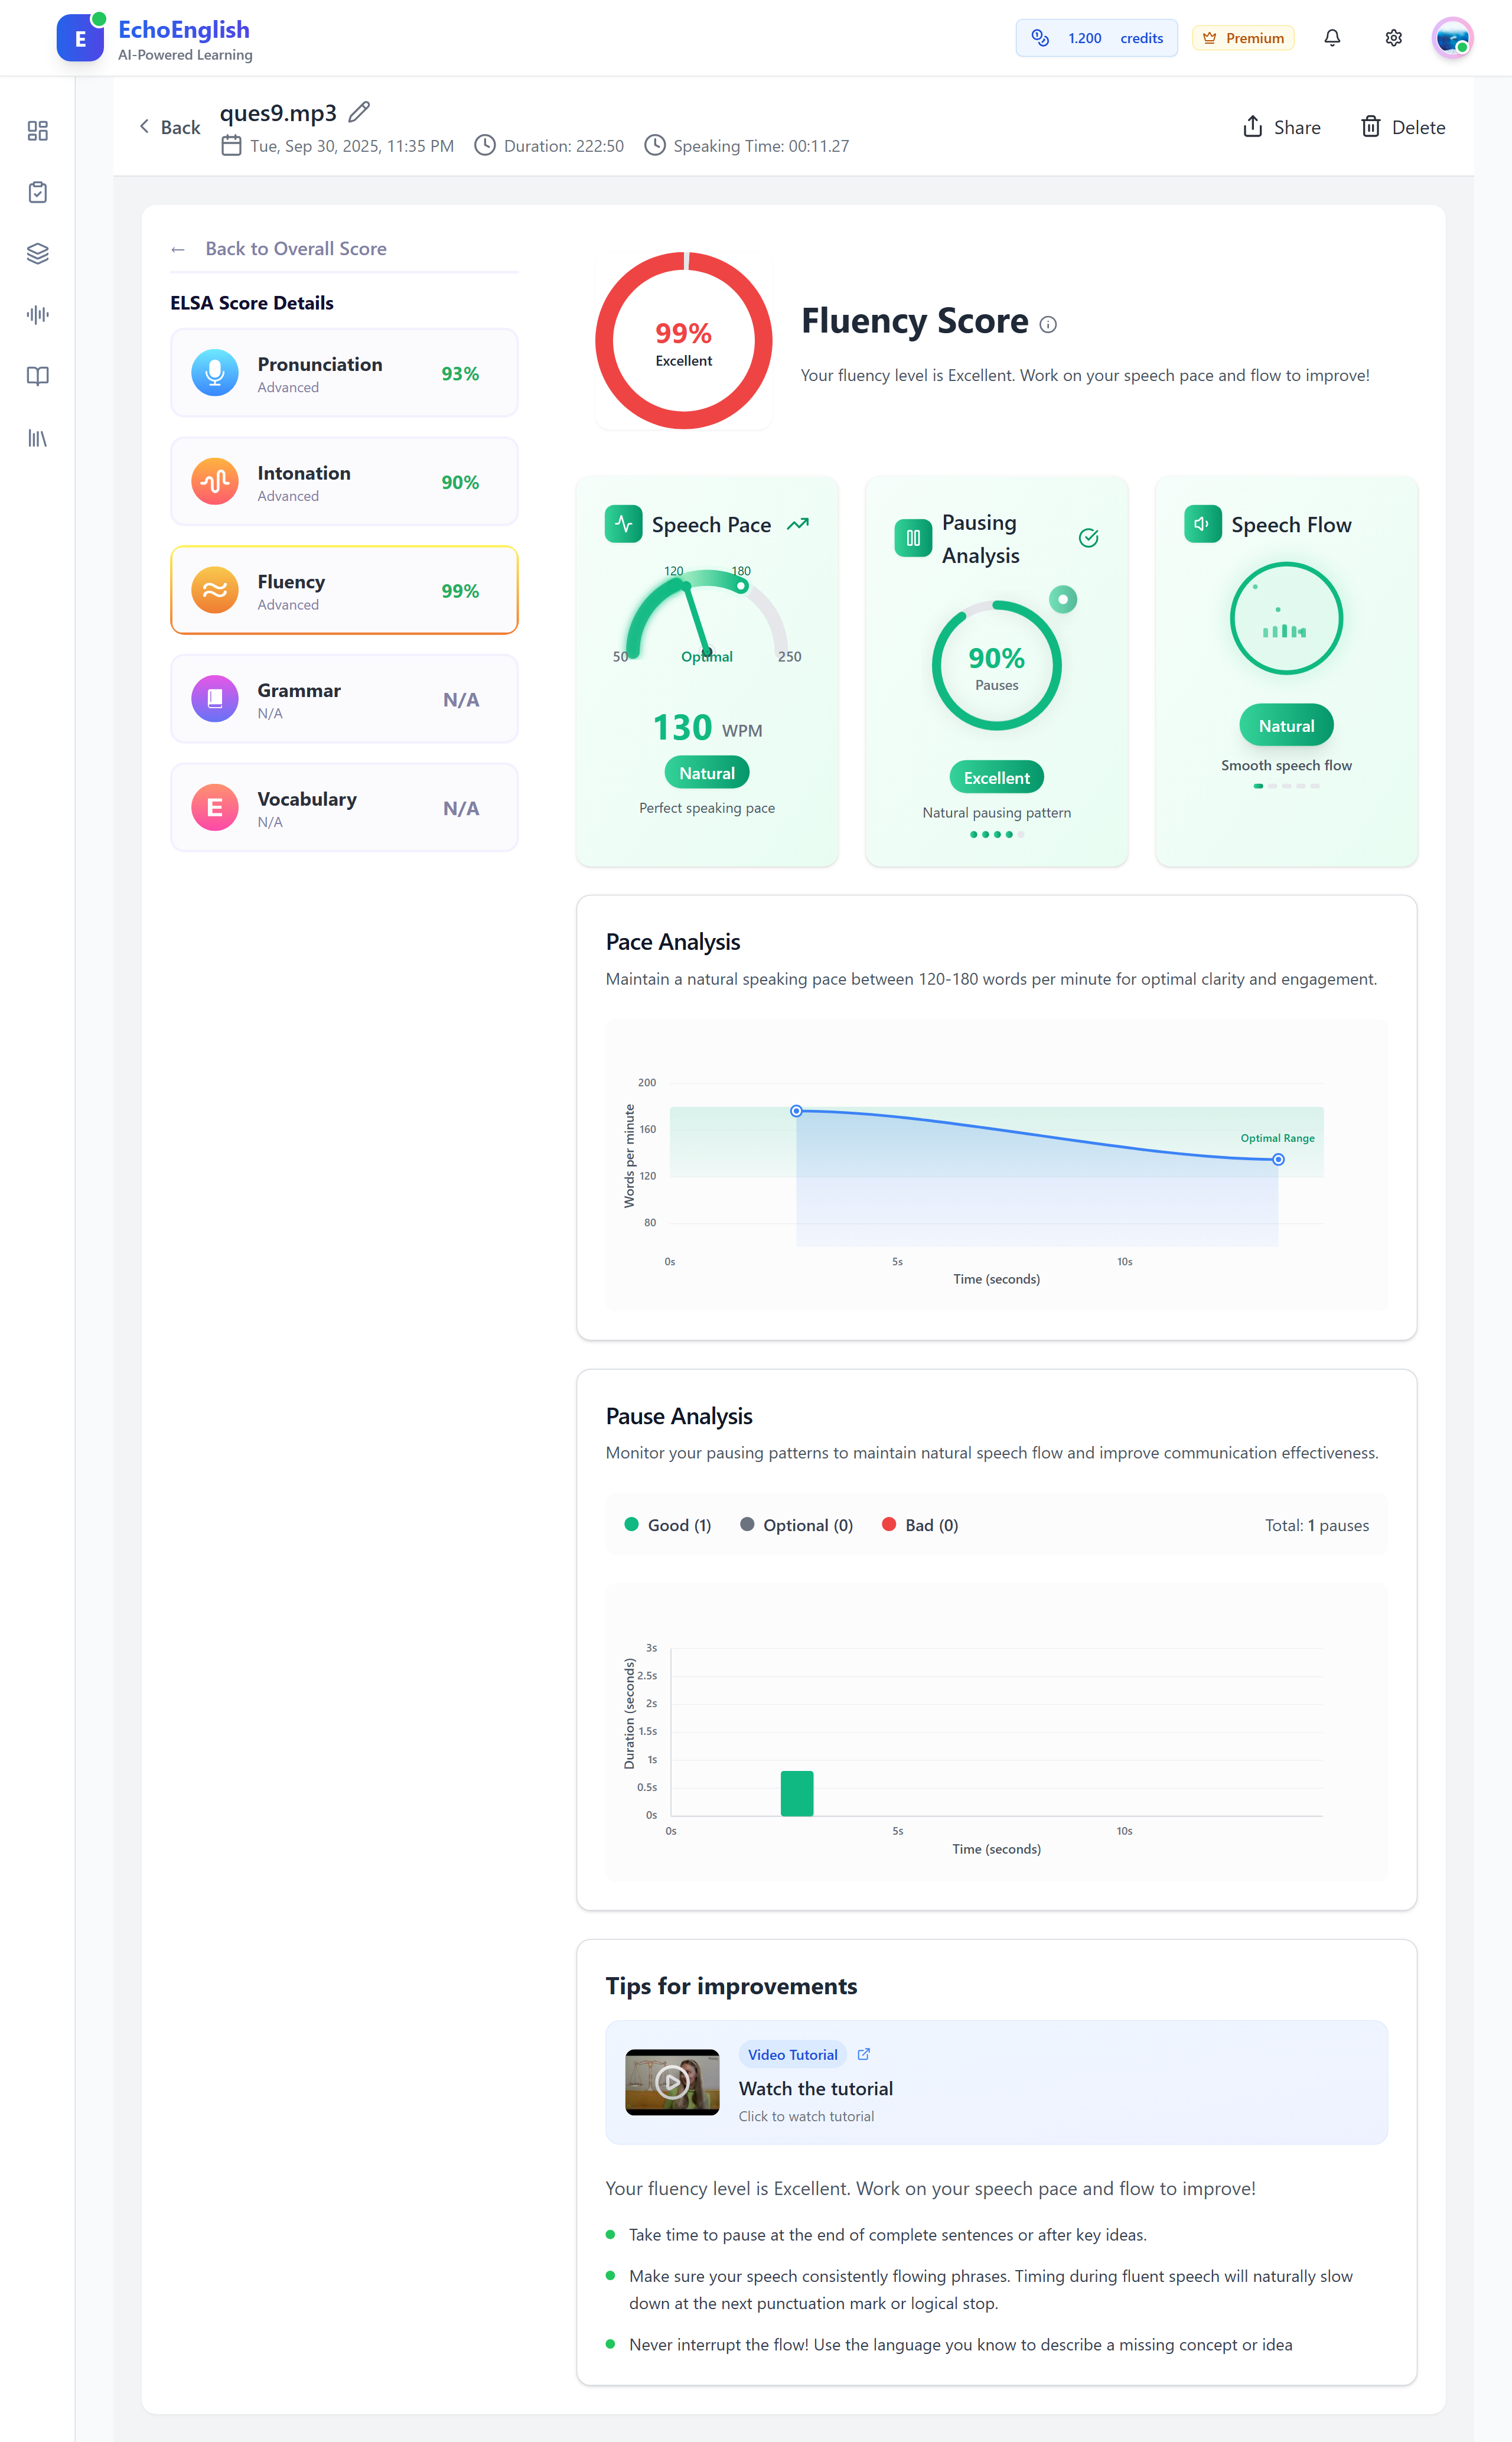 E
EchoEnglish
AI-Powered Learning
1.200 credits
Premium
Back
ques9.mp3
Tue, Sep 30, 2025, 11:35 PM
Duration: 222:50
Speaking Time: 00:11.27
Share
Delete
← Back to Overall Score
ELSA Score Details
Pronunciation
Advanced
93%
Intonation
Advanced
90%
Fluency
Advanced
99%
Grammar
N/A
N/A
E
Vocabulary
N/A
N/A
99%
Excellent
Fluency Score
Your fluency level is Excellent. Work on your speech pace and flow to improve!
Speech Pace
120
180
50
Optimal
250
130 WPM
Natural
Perfect speaking pace
Pausing
Analysis
90%
Pauses
Excellent
Natural pausing pattern
Speech Flow
Natural
Smooth speech flow
Pace Analysis
Maintain a natural speaking pace between 120-180 words per minute for optimal clarity and engagement.
Words per minute
200
160
120
80
Optimal Range
0s
5s
10s
Time (seconds)
Pause Analysis
Monitor your pausing patterns to maintain natural speech flow and improve communication effectiveness.
Good (1)
Optional (0)
Bad (0)
Total: 1 pauses
Duration (seconds)
3s
2.5s
2s
1.5s
1s
0.5s
0s
0s
5s
10s
Time (seconds)
Tips for improvements
Video Tutorial
Watch the tutorial
Click to watch tutorial
Your fluency level is Excellent. Work on your speech pace and flow to improve!
Take time to pause at the end of complete sentences or after key ideas.
Make sure your speech consistently flowing phrases. Timing during fluent speech will naturally slow
down at the next punctuation mark or logical stop.
Never interrupt the flow! Use the language you know to describe a missing concept or idea